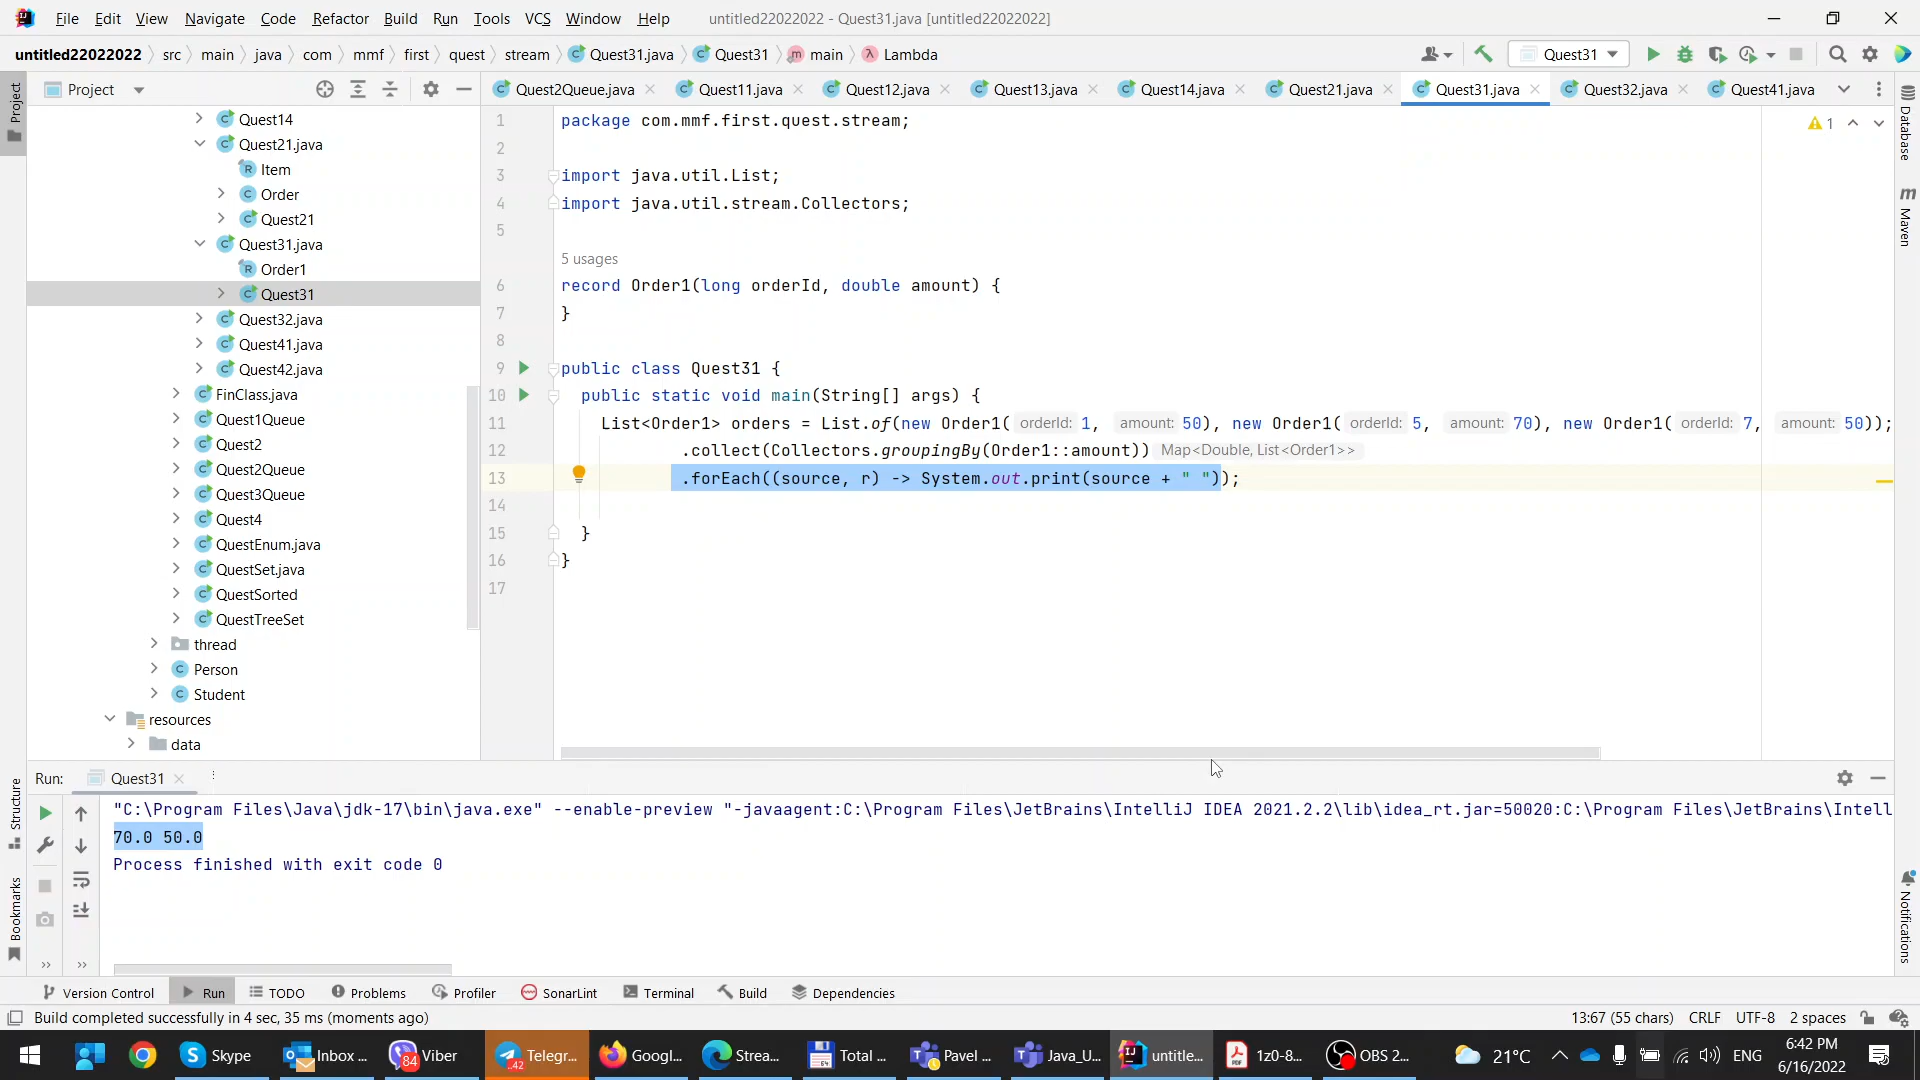 File Edit View Navigate Code Refactor Build Run Tools VCS Window Help untitled22022022 - Quest31.java [untitled22022022]
untitled22022022 src main java com mmf first quest stream Quest31.java Quest31 main Lambda Quest31
Project Quest2Queue.java Quest11.java Quest12.java Quest13.java Quest14.java Quest21.java Quest31.java Quest32.java Quest41.java
Project
Quest14
Quest21.java
Item
Order
Quest21
Quest31.java
Order1
Quest31
Quest32.java
Quest41.java
Quest42.java
FinClass.java
Quest1Queue
Quest2
Quest2Queue
Quest3Queue
Quest4
QuestEnum.java
QuestSet.java
QuestSorted
QuestTreeSet
thread
Person
Student
resources
data
1 package com.mmf.first.quest.stream;
2
3 import java.util.List;
4 import java.util.stream.Collectors;
5
5 usages
6 record Order1(long orderId, double amount) {
7 }
8
9 public class Quest31 {
10 public static void main(String[] args) {
11 List<Order1> orders = List.of(new Order1( orderId: 1, amount: 50), new Order1( orderId: 5, amount: 70), new Order1( orderId: 7, amount: 50));
12 .collect(Collectors.groupingBy(Order1::amount)) Map<Double, List<Order1>>
13 .forEach((source, r) -> System.out.print(source + " "));
14
15 }
16 }
17
1
Database
m Maven
Notifications
Structure
Bookmarks
Run: Quest31
"C:\Program Files\Java\jdk-17\bin\java.exe" --enable-preview "-javaagent:C:\Program Files\JetBrains\IntelliJ IDEA 2021.2.2\lib\idea_rt.jar=50020:C:\Program Files\JetBrains\Intell
70.0 50.0
Process finished with exit code 0
Version Control Run TODO Problems Profiler SonarLint Terminal Build Dependencies
Build completed successfully in 4 sec, 35 ms (moments ago) 13:67 (55 chars) CRLF UTF-8 2 spaces
Skype Inbox ... Viber 84 Telegr... 42 Googl... Strea... Total ... Pavel ... Java_U... untitle... 1z0-8... OBS 2... 21°C ENG 6:42 PM
6/16/2022